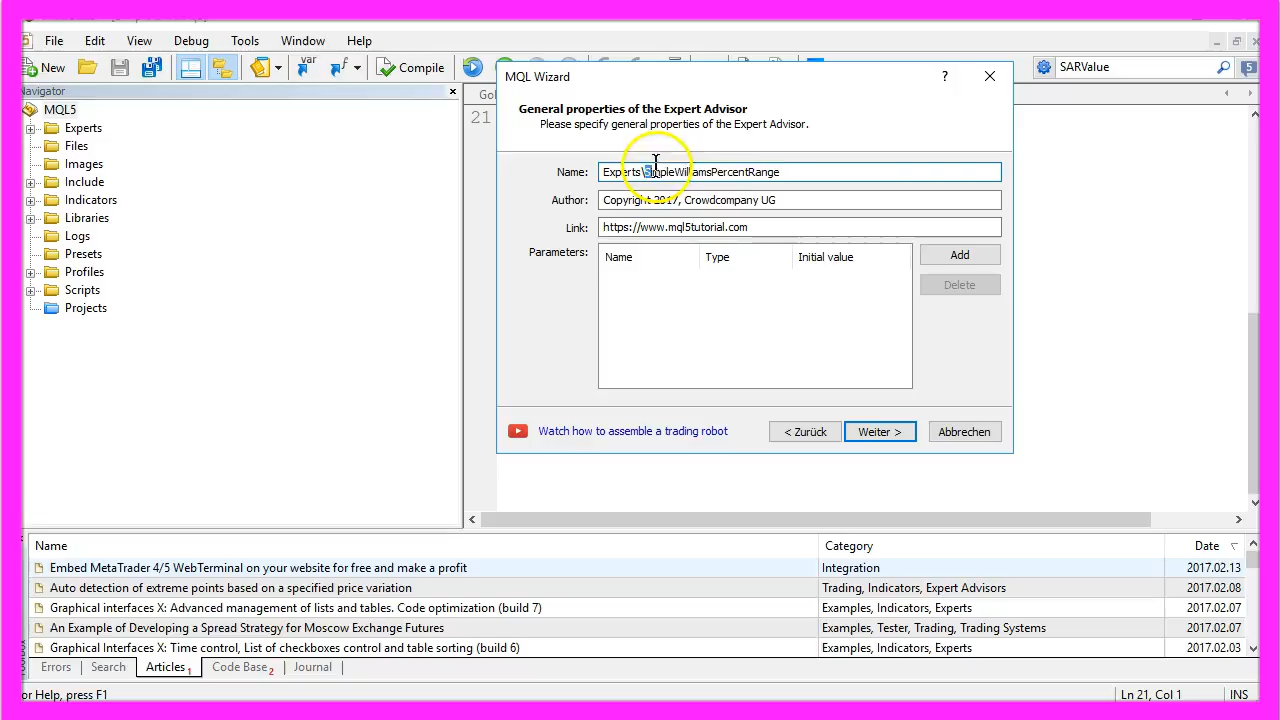 File Edit View Debug Tools Window Help
New var Compile SARValue 5
Navigator
MQL5
Experts
Files
Images
Include
Indicators
Libraries
Logs
Presets
Profiles
Scripts
Projects
21
MQL Wizard ?
General properties of the Expert Advisor
Please specify general properties of the Expert Advisor.
Name: Experts\SimpleWilliamsPercentRange
Author: Copyright 2017, Crowdcompany UG
Link: https://www.mql5tutorial.com
Parameters: Name Type Initial value Add
Delete
Watch how to assemble a trading robot < Zurück Weiter > Abbrechen
Name Category Date
Embed MetaTrader 4/5 WebTerminal on your website for free and make a profit Integration 2017.02.13
Auto detection of extreme points based on a specified price variation Trading, Indicators, Expert Advisors 2017.02.08
Graphical interfaces X: Advanced management of lists and tables. Code optimization (build 7) Examples, Indicators, Experts 2017.02.07
An Example of Developing a Spread Strategy for Moscow Exchange Futures Examples, Tester, Trading, Trading Systems 2017.02.07
Graphical Interfaces X: Time control, List of checkboxes control and table sorting (build 6) Examples, Indicators, Experts 2017.02.03
Errors Search Articles 1 Code Base 2 Journal
or Help, press F1 Ln 21, Col 1 INS